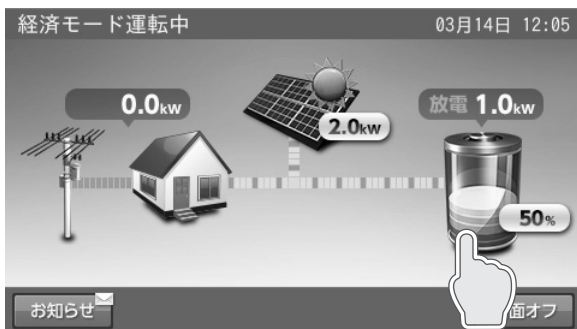 経済モード運転中
03月14日 12:05
0.0kw
2.0kw
放電 1.0kw
50%
お知らせ
面オフ